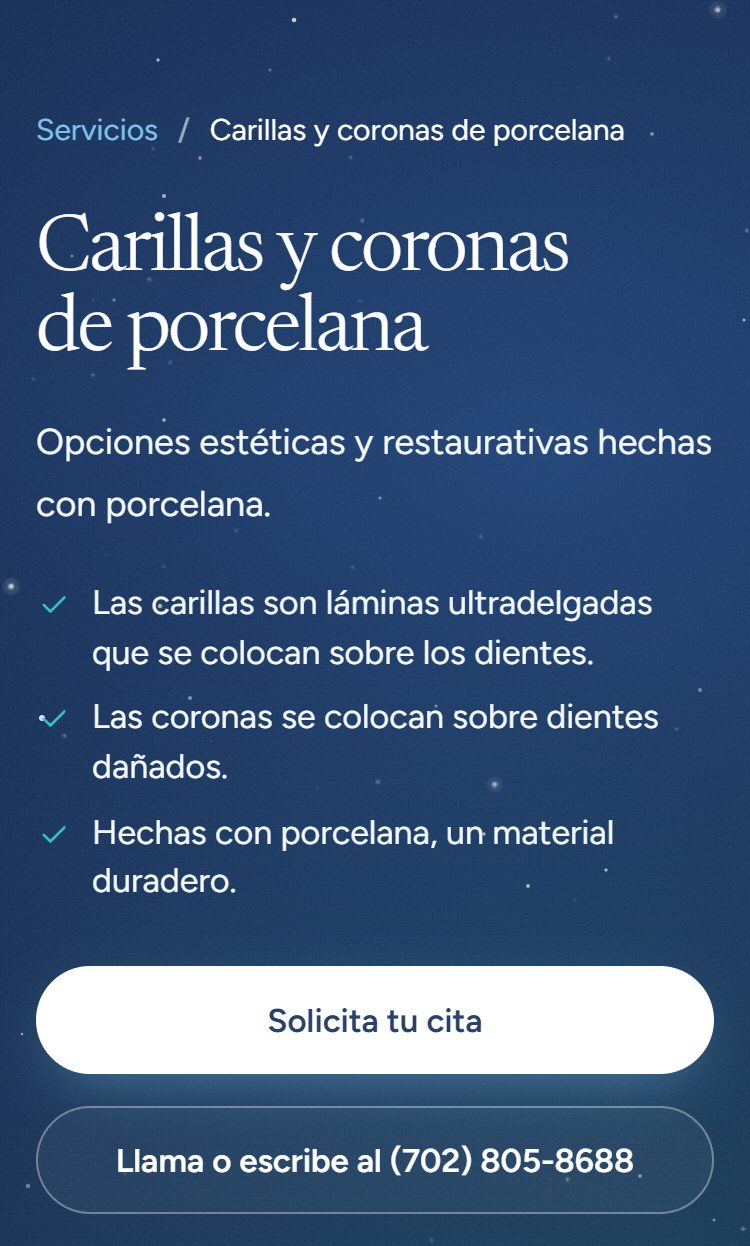 Servicios / Carillas y coronas de porcelana
Carillas y coronas
de porcelana
Opciones estéticas y restaurativas hechas
con porcelana.
Las carillas son láminas ultradelgadas
que se colocan sobre los dientes.
Las coronas se colocan sobre dientes
dañados.
Hechas con porcelana, un material
duradero.
Solicita tu cita
Llama o escribe al (702) 805-8688